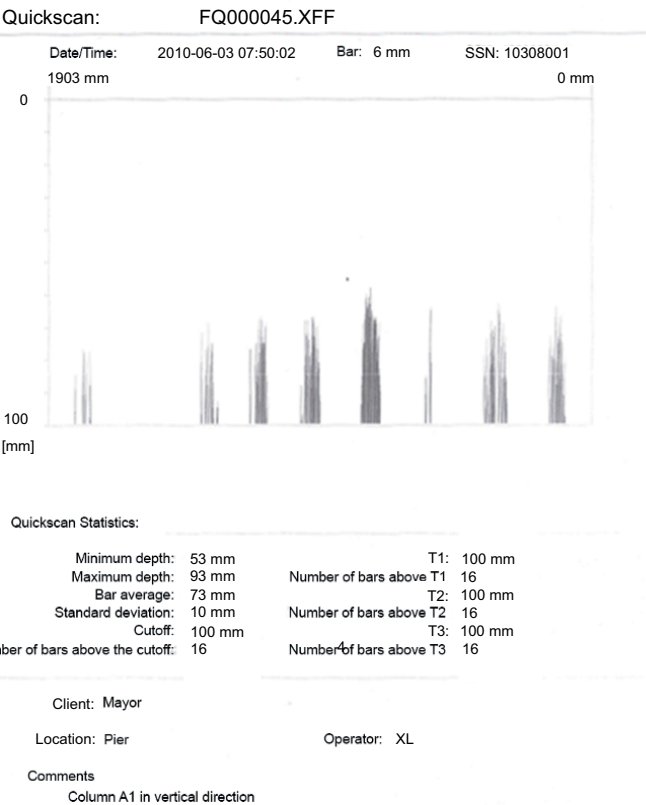 Quickscan: FQ000045.XFF
Date/Time: 2010-06-03 07:50:02 Bar: 6 mm SSN: 10308001
1903 mm 0 mm
0
100
[mm]
Quickscan Statistics:
Minimum depth: 53 mm T1: 100 mm
Maximum depth: 93 mm Number of bars above T1 16
Bar average: 73 mm T2: 100 mm
Standard deviation: 10 mm Number of bars above T2 16
Cutoff: 100 mm T3: 100 mm
ber of bars above the cutoff: 16 Number of bars above T3 16
4
Client: Mayor
Location: Pier Operator: XL
Comments
Column A1 in vertical direction